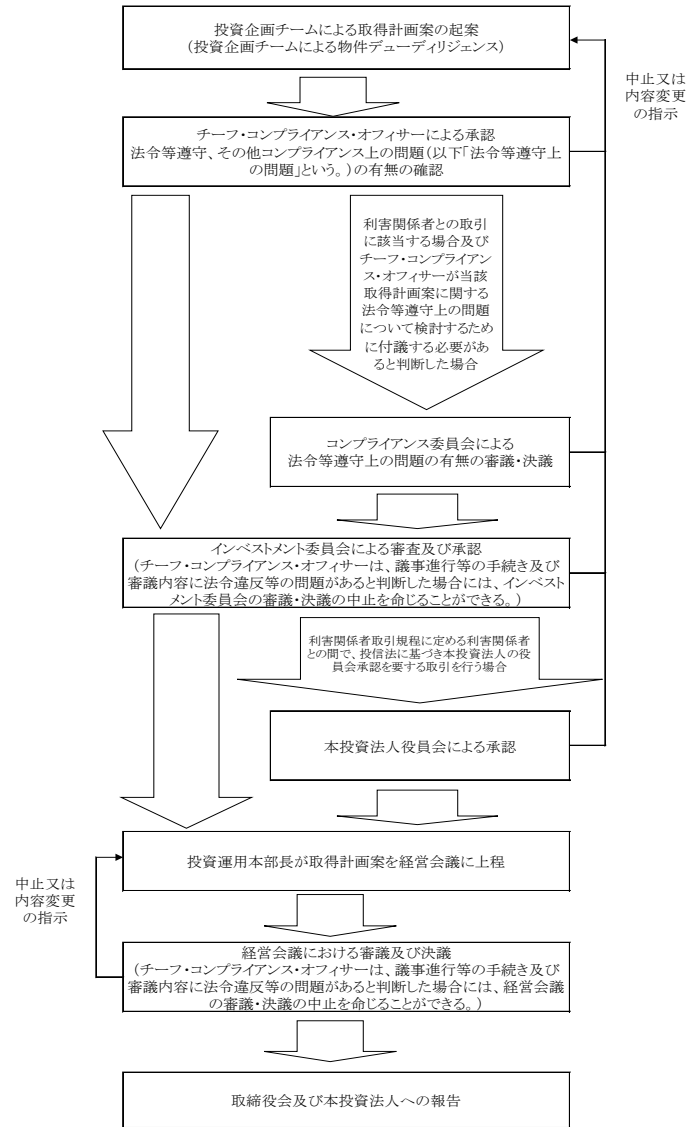 投資企画チームによる取得計画案の起案
(投資企画チームによる物件デューディリジェンス)
中止又は
内容変更
の指示
チーフ・コンプライアンス・オフィサーによる承認
法令等遵守、その他コンプライアンス上の問題(以下「法令等遵守上
の問題」という。)の有無の確認
利害関係者との取引
に該当する場合及び
チーフ・コンプライアン
ス・オフィサーが当該
取得計画案に関する
法令等遵守上の問題
について検討するため
に付議する必要があ
ると判断した場合
コンプライアンス委員会による
法令等遵守上の問題の有無の審議・決議
インベストメント委員会による審査及び承認
(チーフ・コンプライアンス・オフィサーは、議事進行等の手続き及び
審議内容に法令違反等の問題があると判断した場合には、インベスト
メント委員会の審議・決議の中止を命じることができる。)
利害関係者取引規程に定める利害関係者
との間で、投信法に基づき本投資法人の役
員会承認を要する取引を行う場合
本投資法人役員会による承認
投資運用本部長が取得計画案を経営会議に上程
中止又は
内容変更
の指示
経営会議における審議及び決議
(チーフ・コンプライアンス・オフィサーは、議事進行等の手続き及び
審議内容に法令違反等の問題があると判断した場合には、経営会議
の審議・決議の中止を命じることができる。)
取締役会及び本投資法人への報告